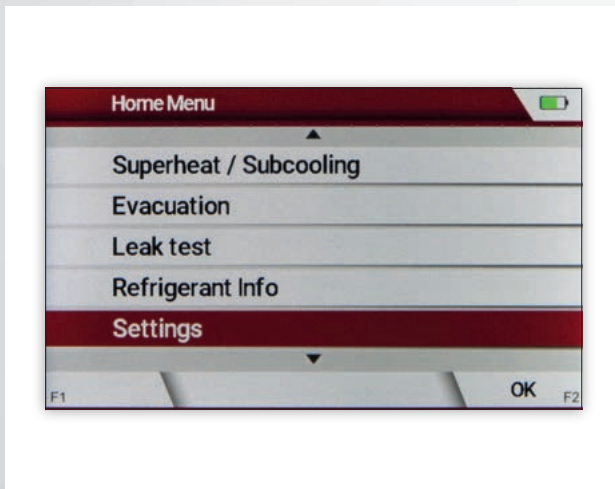 Home Menu
Superheat / Subcooling
Evacuation
Leak test
Refrigerant Info
Settings
F1
OK
F2